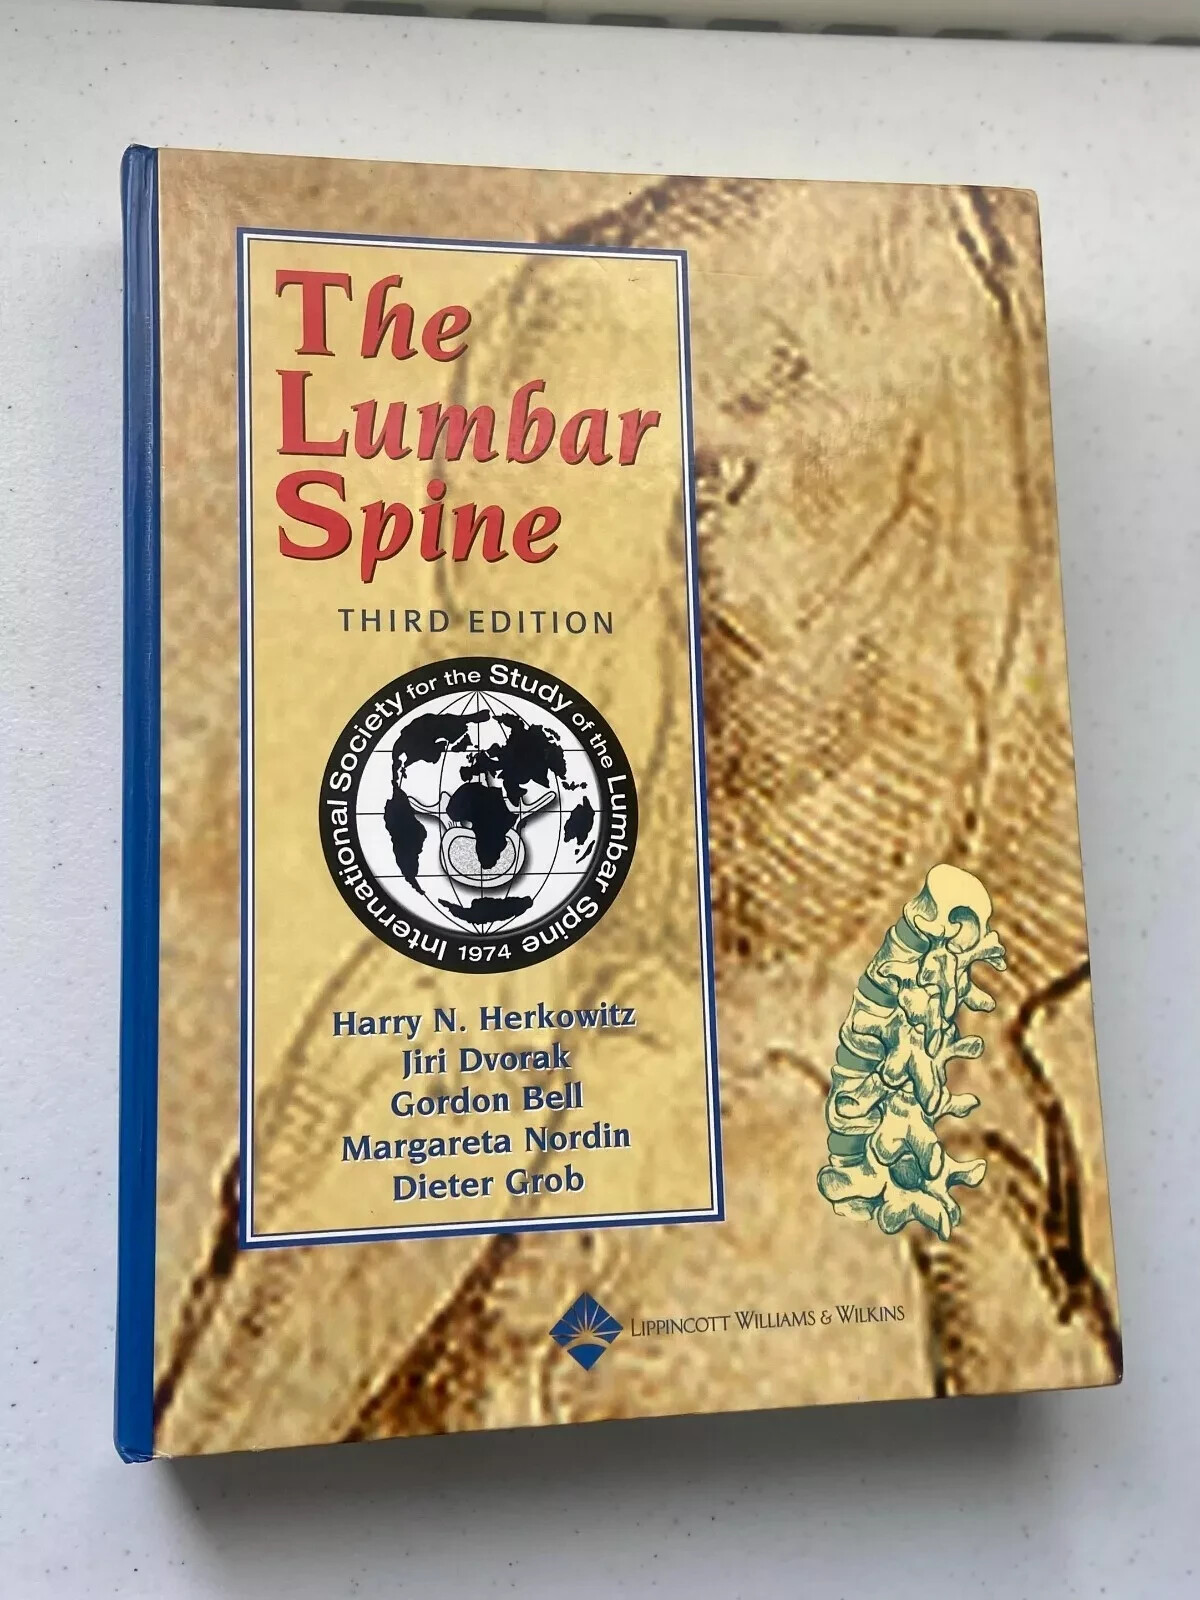 The
Lumbar
Spine
THIRD EDITION
International Society for the Study of the Lumbar Spine
1974
Harry N. Herkowitz
Jiri Dvorak
Gordon Bell
Margareta Nordin
Dieter Grob
LIPPINCOTT WILLIAMS & WILKINS